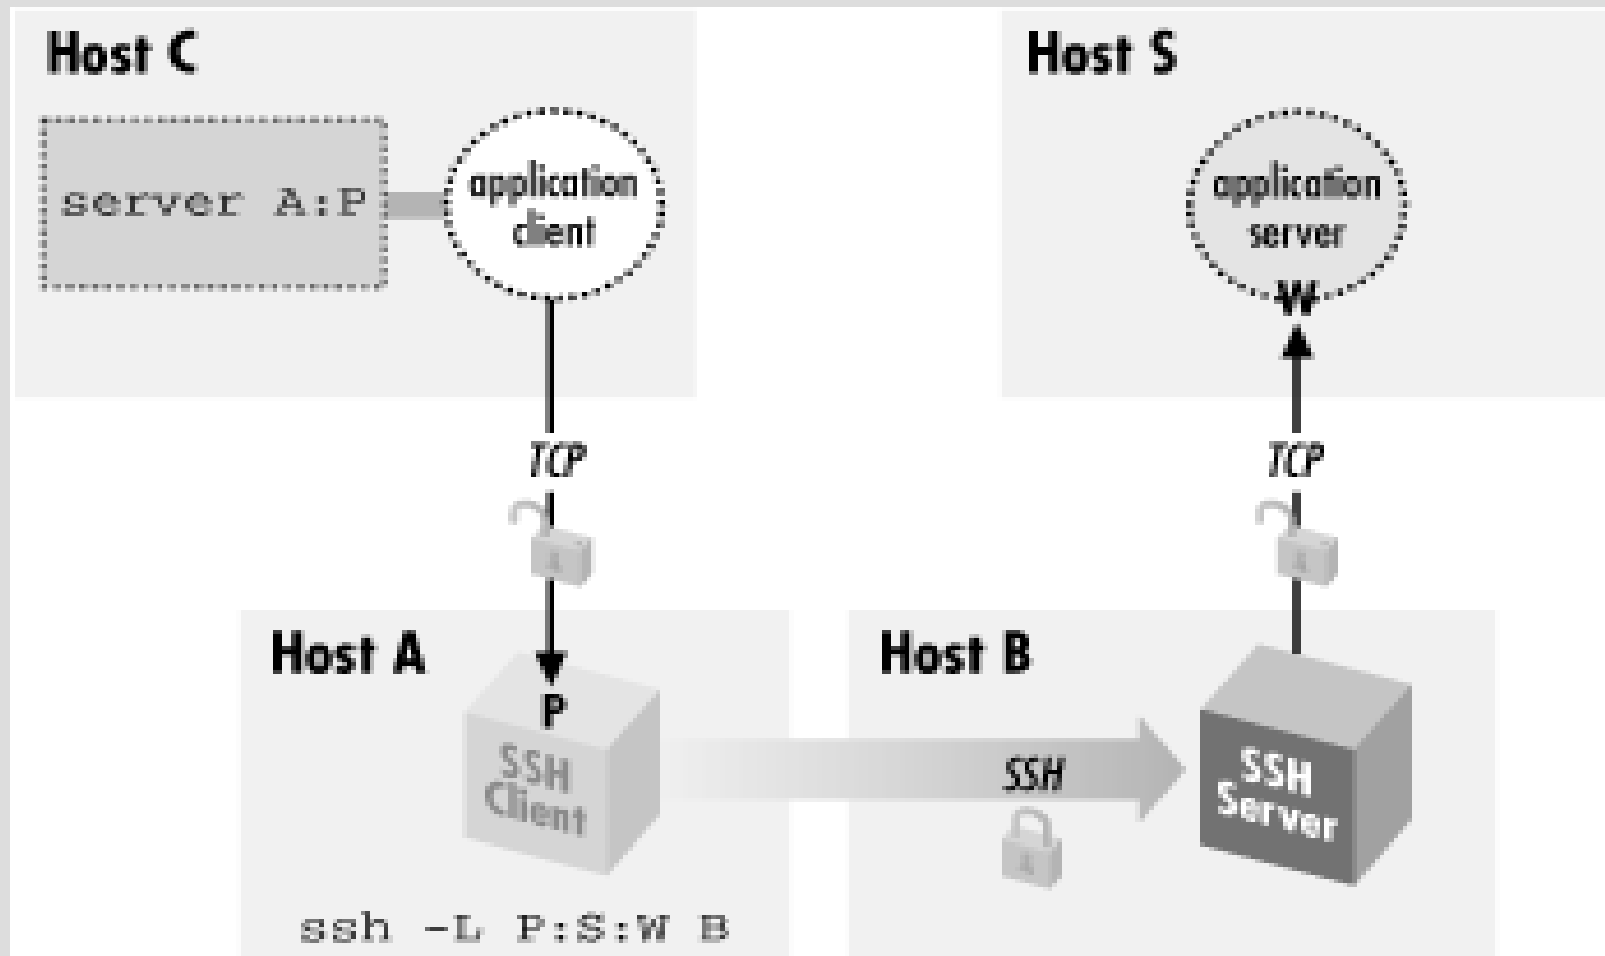 Host C
server A:P
application
client
TCP
Host S
application
server
W
TCP
Host A
P
SSH
Client
ssh -L P:S:W B
SSH
Host B
SSH
Server